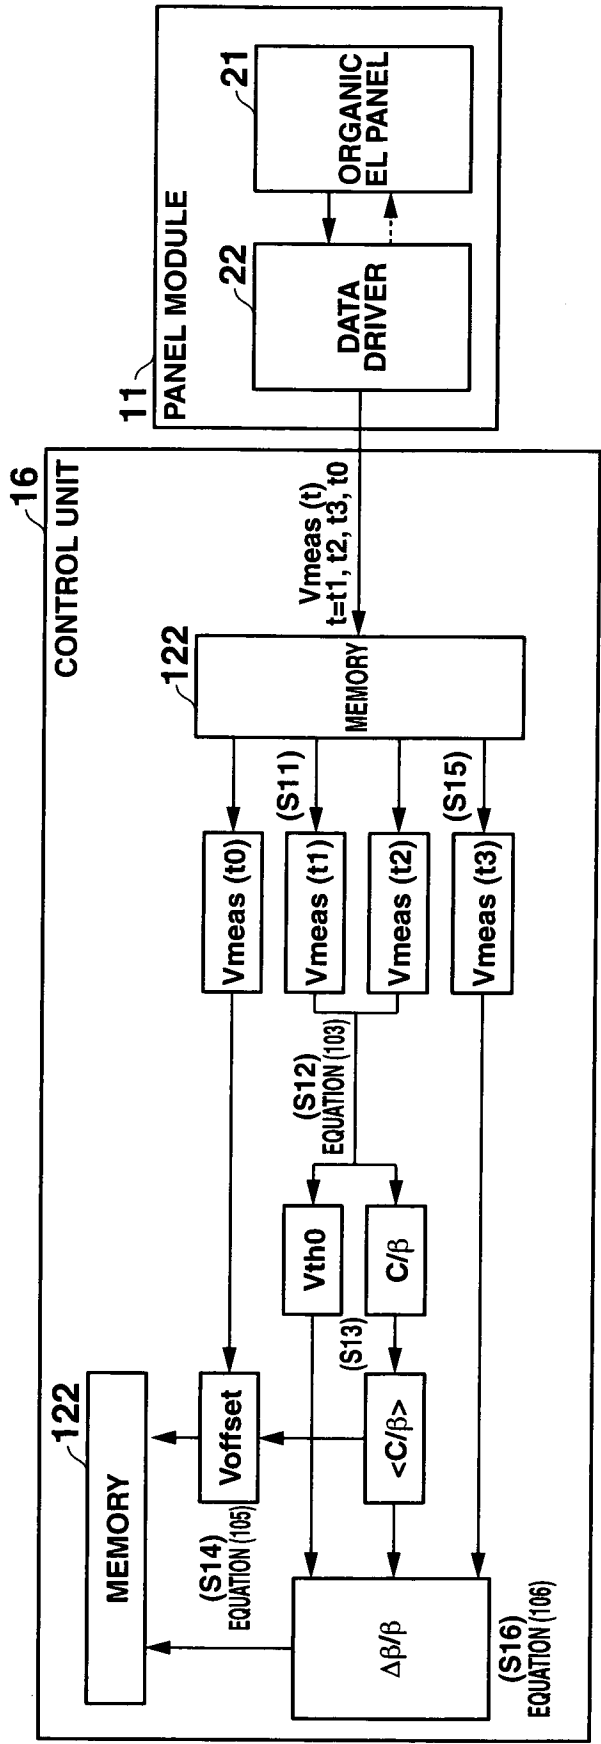 16
CONTROL UNIT
122
MEMORY
Voffset
(S14)
EQUATION (105)
Δβ/β
(S16)
EQUATION (106)
<C/β>
(S13)
Vth0
C/β
(S12)
EQUATION (103)
Vmeas (t0)
Vmeas (t1)
Vmeas (t2)
Vmeas (t3)
(S11)
(S15)
122
MEMORY
Vmeas (t)
t=t1, t2, t3, t0
11
PANEL MODULE
22
DATA
DRIVER
21
ORGANIC
EL PANEL